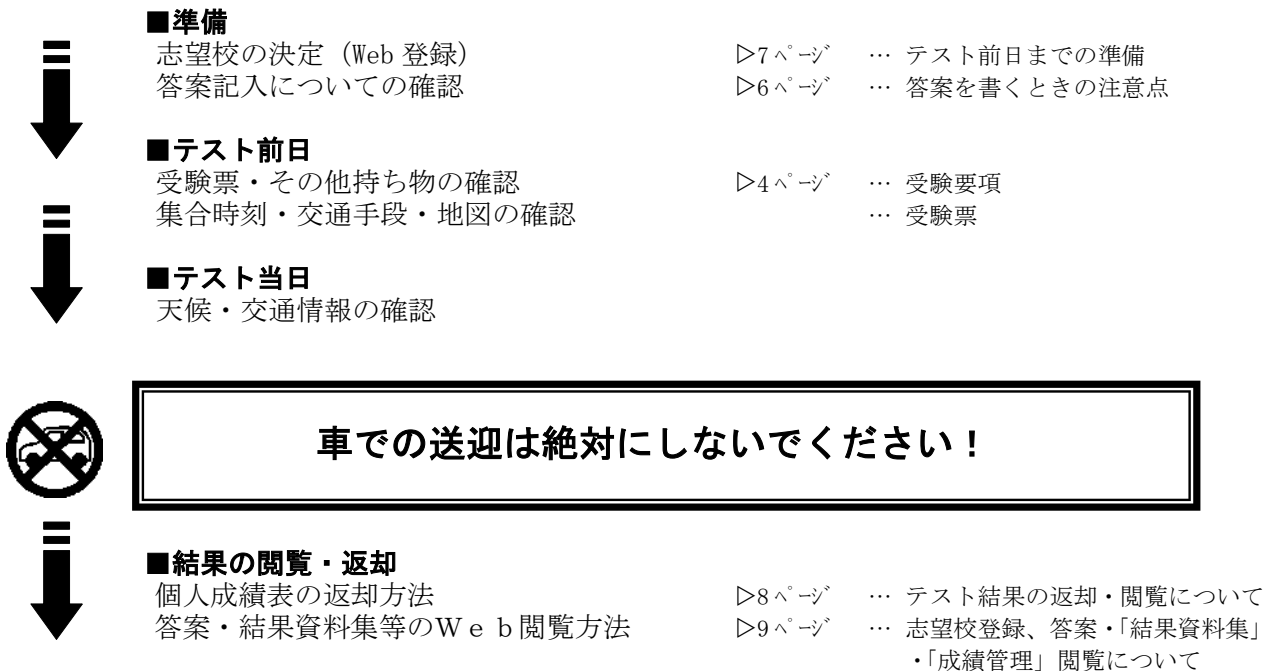 ■準備
志望校の決定（Web 登録） ▷7ﾍﾟｰｼﾞ … テスト前日までの準備
答案記入についての確認 ▷6ﾍﾟｰｼﾞ … 答案を書くときの注意点
■テスト前日
受験票・その他持ち物の確認 ▷4ﾍﾟｰｼﾞ … 受験要項
集合時刻・交通手段・地図の確認 … 受験票
■テスト当日
天候・交通情報の確認
車での送迎は絶対にしないでください！
■結果の閲覧・返却
個人成績表の返却方法 ▷8ﾍﾟｰｼﾞ … テスト結果の返却・閲覧について
答案・結果資料集等のＷｅｂ閲覧方法 ▷9ﾍﾟｰｼﾞ … 志望校登録、答案・「結果資料集」
・「成績管理」閲覧について